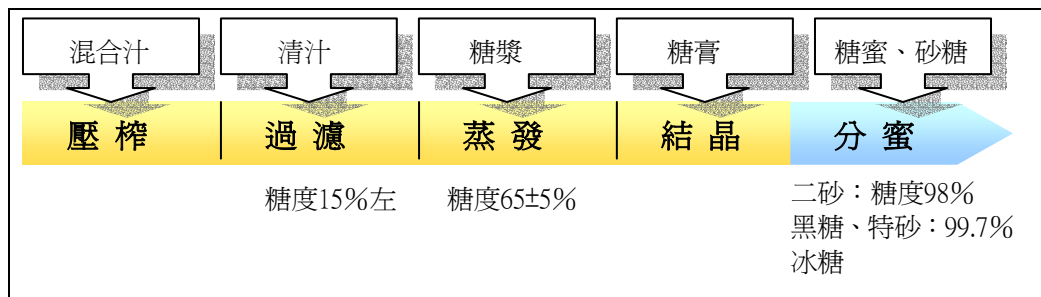 混合汁
清汁
糖漿
糖膏
糖蜜、砂糖
壓榨
過濾
蒸發
結晶
分蜜
糖度15%左
糖度65±5%
二砂：糖度98%
黑糖、特砂：99.7%
冰糖